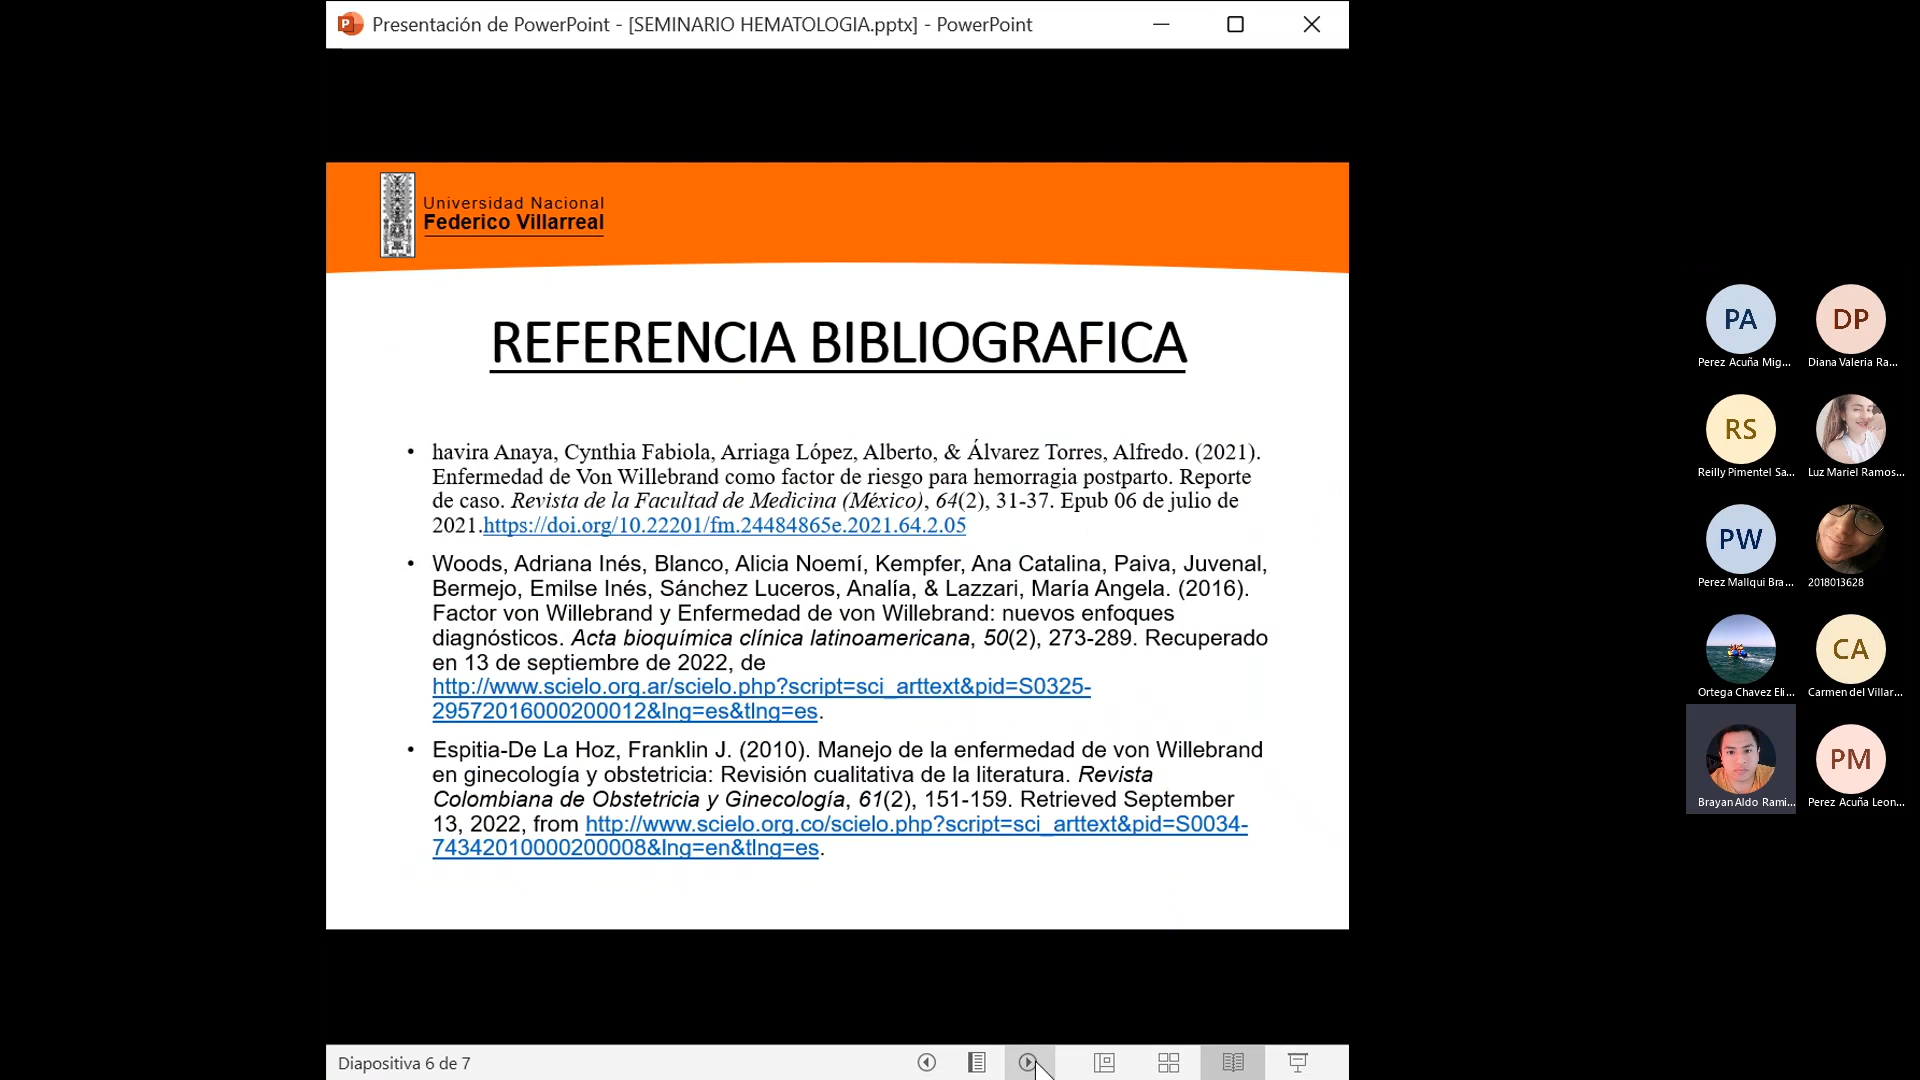 Presentación de PowerPoint - [SEMINARIO HEMATOLOGIA.pptx] - PowerPoint
Universidad Nacional
Federico Villarreal
REFERENCIA BIBLIOGRAFICA
• havira Anaya, Cynthia Fabiola, Arriaga López, Alberto, & Álvarez Torres, Alfredo. (2021).
Enfermedad de Von Willebrand como factor de riesgo para hemorragia postparto. Reporte
de caso. Revista de la Facultad de Medicina (México), 64(2), 31-37. Epub 06 de julio de
2021.https://doi.org/10.22201/fm.24484865e.2021.64.2.05
• Woods, Adriana Inés, Blanco, Alicia Noemí, Kempfer, Ana Catalina, Paiva, Juvenal,
Bermejo, Emilse Inés, Sánchez Luceros, Analía, & Lazzari, María Angela. (2016).
Factor von Willebrand y Enfermedad de von Willebrand: nuevos enfoques
diagnósticos. Acta bioquímica clínica latinoamericana, 50(2), 273-289. Recuperado
en 13 de septiembre de 2022, de
http://www.scielo.org.ar/scielo.php?script=sci_arttext&pid=S0325-
29572016000200012&lng=es&tlng=es.
• Espitia-De La Hoz, Franklin J. (2010). Manejo de la enfermedad de von Willebrand
en ginecología y obstetricia: Revisión cualitativa de la literatura. Revista
Colombiana de Obstetricia y Ginecología, 61(2), 151-159. Retrieved September
13, 2022, from http://www.scielo.org.co/scielo.php?script=sci_arttext&pid=S0034-
74342010000200008&lng=en&tlng=es.
Diapositiva 6 de 7
PA
DP
Perez Acuña Mig...
Diana Valeria Ra...
RS
Reilly Pimentel Sa...
Luz Mariel Ramos...
PW
Perez Mallqui Bra...
2018013628
CA
Ortega Chavez Eli...
Carmen del Villar...
PM
Brayan Aldo Rami...
Perez Acuña Leon...